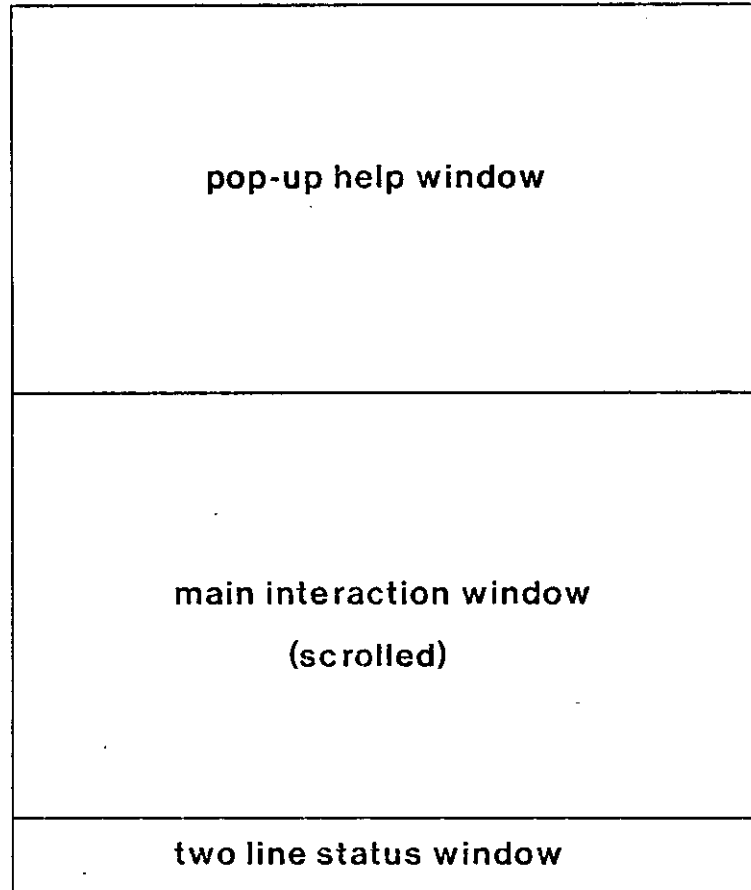 pop-up help window
main interaction window
(scrolled)
two line status window